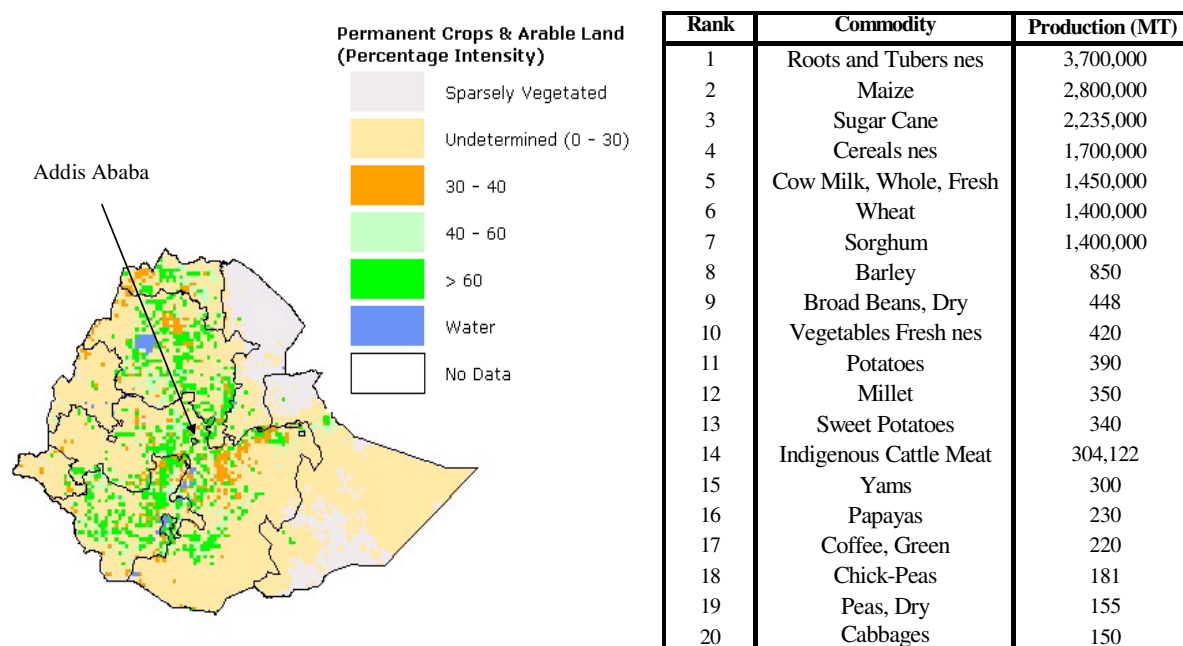 Permanent Crops & Arable Land
(Percentage Intensity)
Sparsely Vegetated
Undetermined (0 - 30)
30 - 40
40 - 60
> 60
Water
No Data
Addis Ababa
Rank Commodity Production (MT)
1 Roots and Tubers nes 3,700,000
2 Maize 2,800,000
3 Sugar Cane 2,235,000
4 Cereals nes 1,700,000
5 Cow Milk, Whole, Fresh 1,450,000
6 Wheat 1,400,000
7 Sorghum 1,400,000
8 Barley 850
9 Broad Beans, Dry 448
10 Vegetables Fresh nes 420
11 Potatoes 390
12 Millet 350
13 Sweet Potatoes 340
14 Indigenous Cattle Meat 304,122
15 Yams 300
16 Papayas 230
17 Coffee, Green 220
18 Chick-Peas 181
19 Peas, Dry 155
20 Cabbages 150